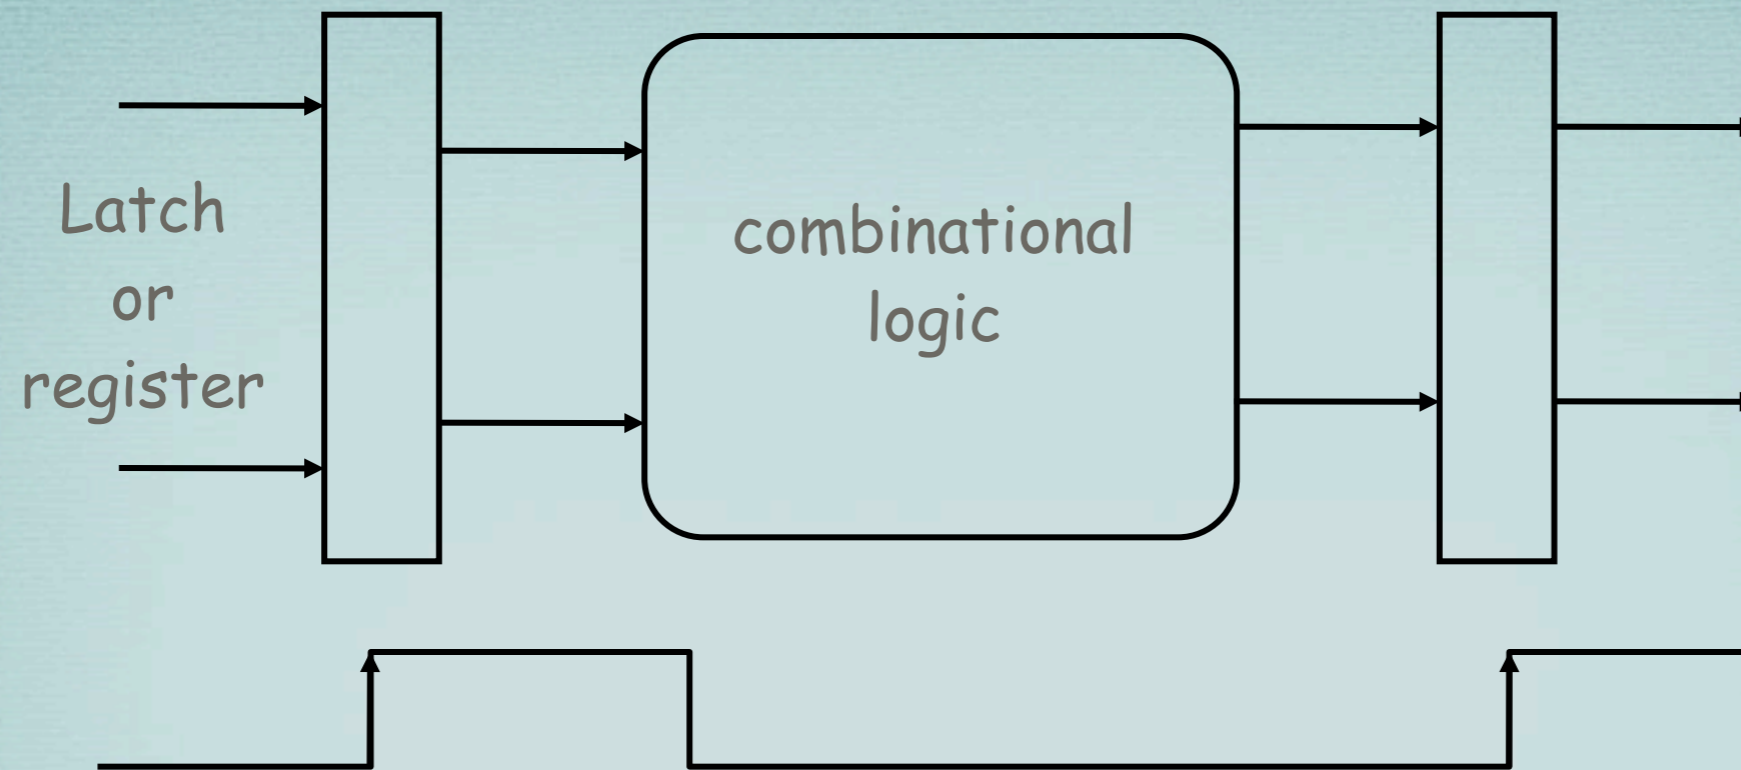 Latch
or
register
combinational
logic